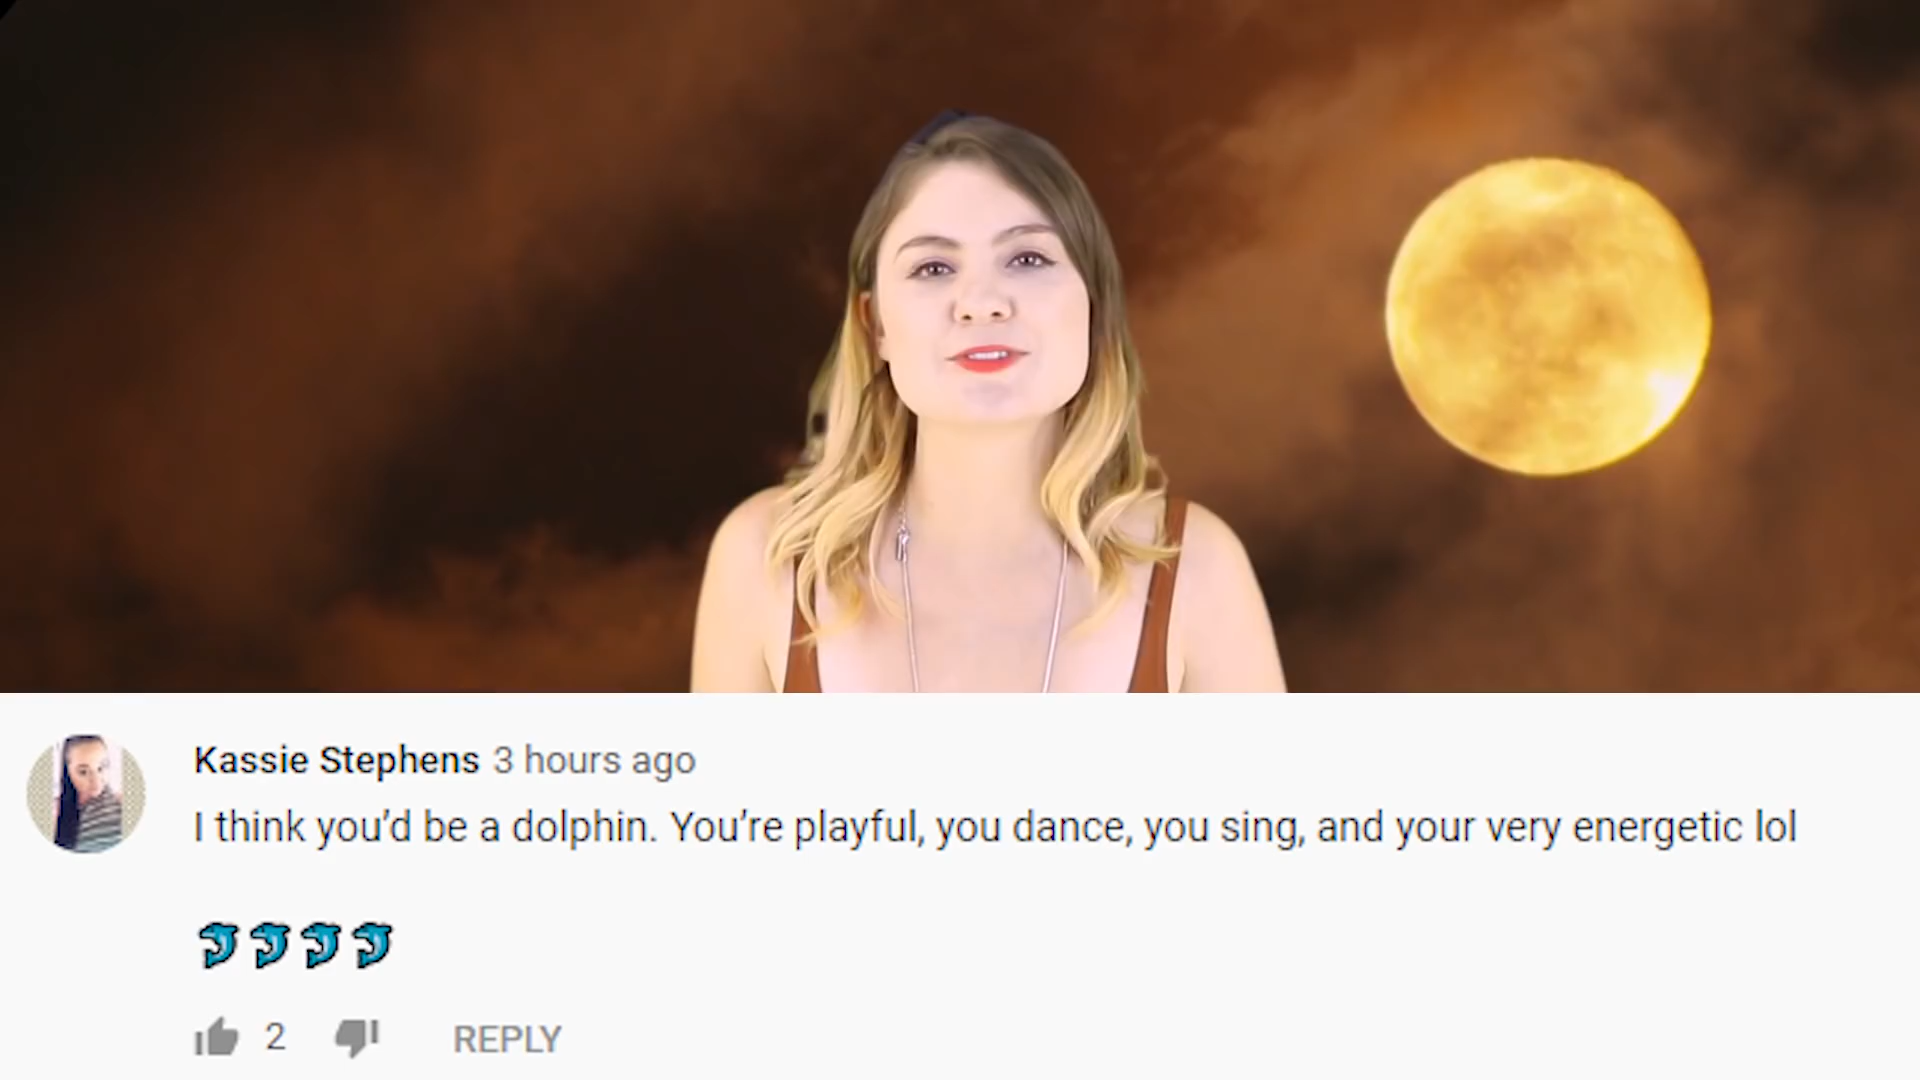 Kassie Stephens 3 hours ago
I think you’d be a dolphin. You’re playful, you dance, you sing, and your very energetic lol
🐬🐬🐬🐬
2 REPLY